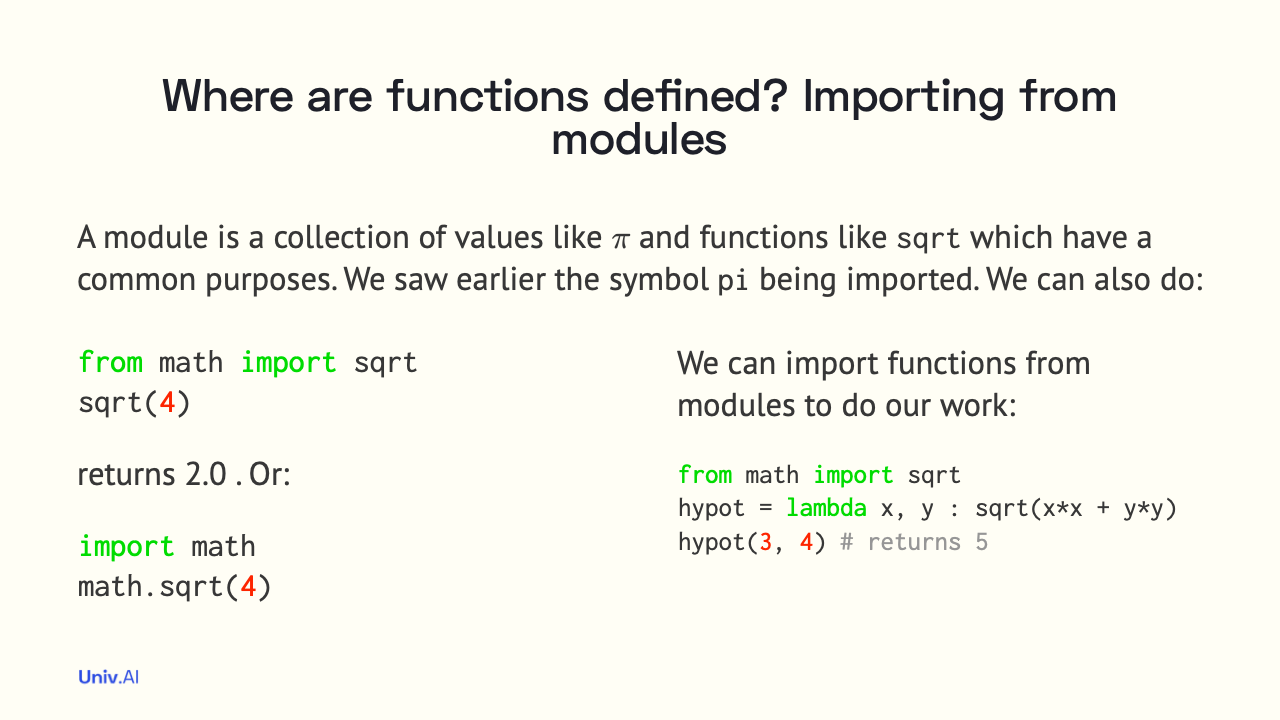 Where are functions defined? Importing from
modules
A module is a collection of values like π and functions like sqrt which have a
common purposes. We saw earlier the symbol pi being imported. We can also do:
from math import sqrt
sqrt(4)
returns 2.0 . Or:
import math
math.sqrt(4)
We can import functions from
modules to do our work:
from math import sqrt
hypot = lambda x, y : sqrt(x*x + y*y)
hypot(3, 4) # returns 5
Univ.AI